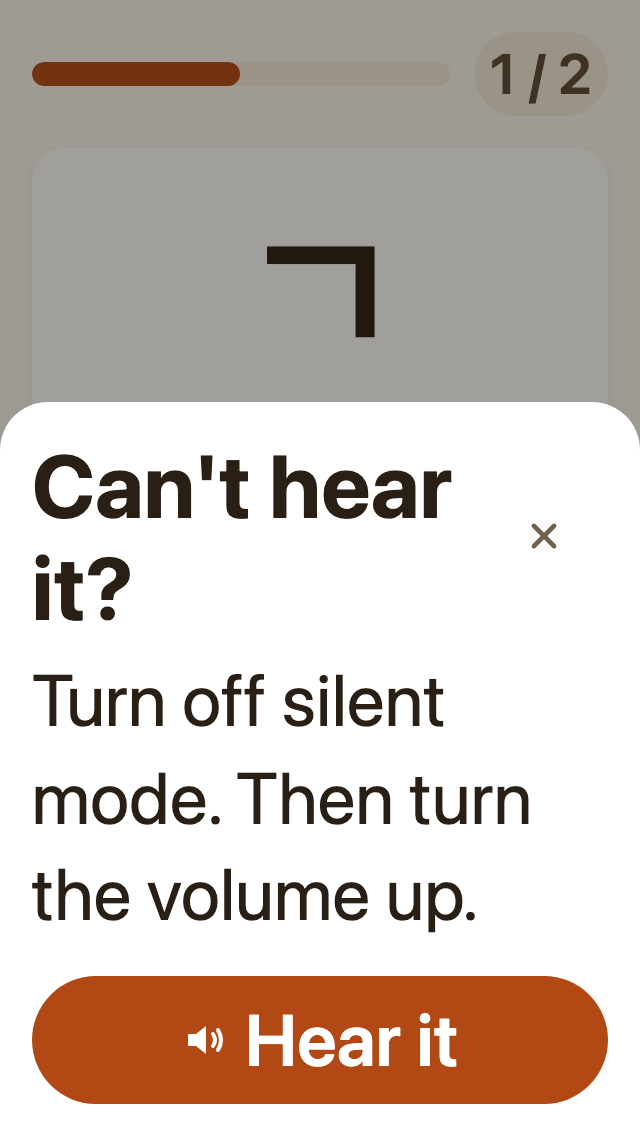 1 / 2
ㄱ
Can't hear
it?
Turn off silent
mode. Then turn
the volume up.
Hear it